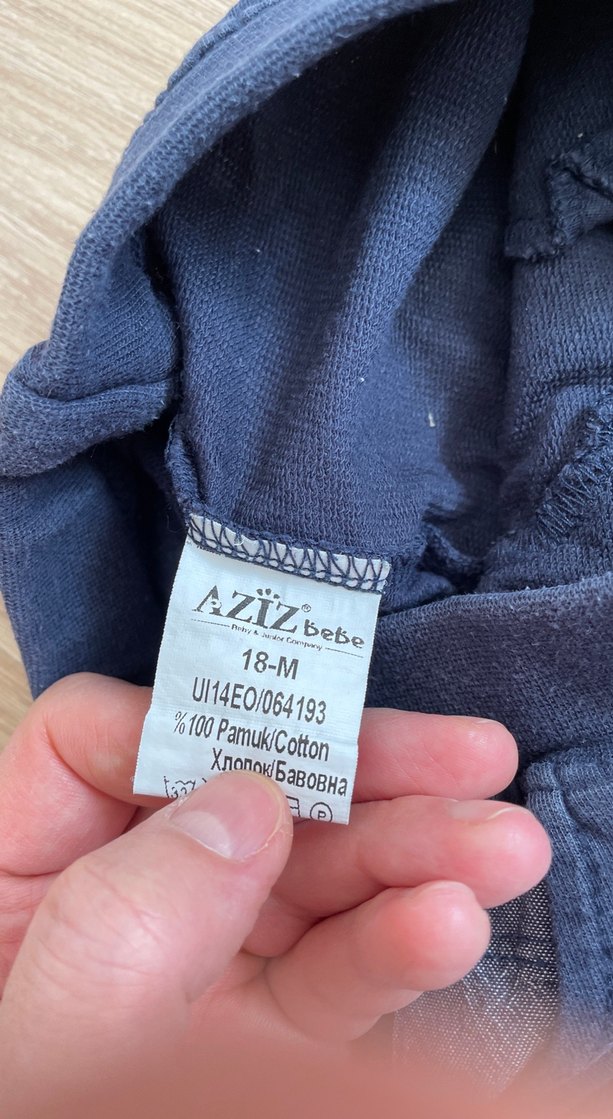 AZIZ® bebe
Baby & Junior Company
18-M
UI14EO/064193
%100 Pamuk/Cotton
Хлопок/Бавовна
P